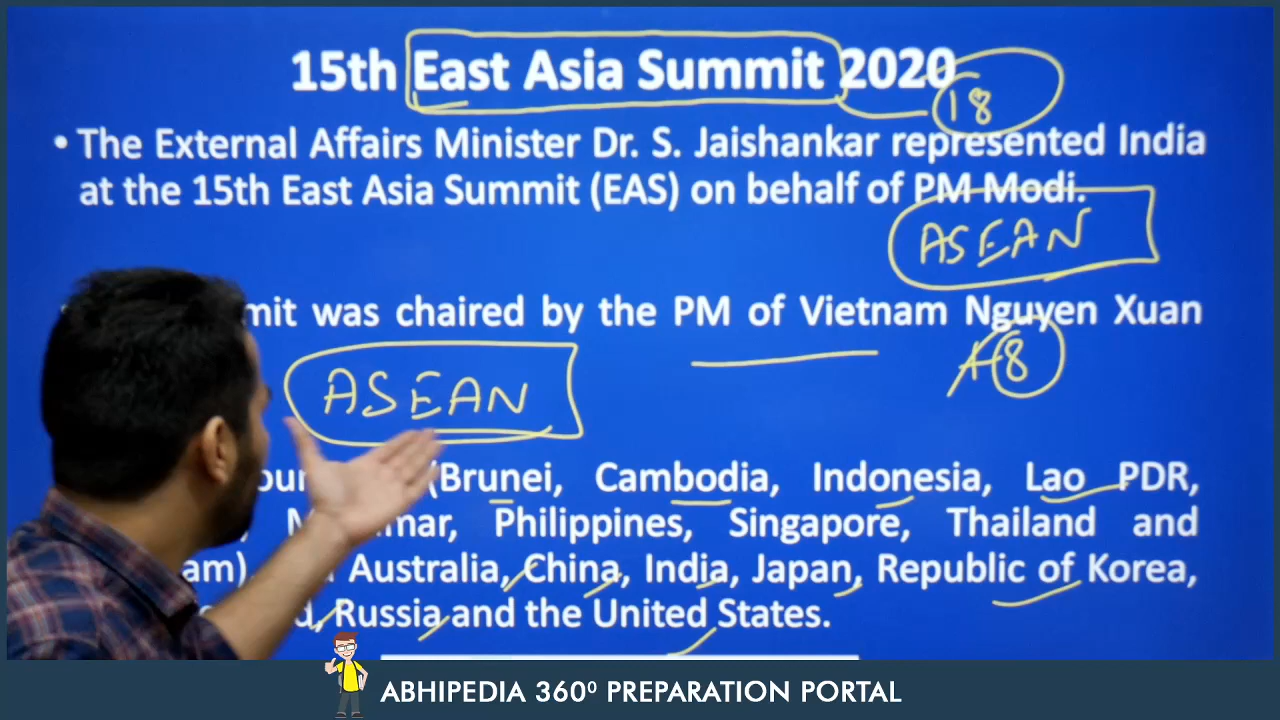 15th East Asia Summit 2020
18
• The External Affairs Minister Dr. S. Jaishankar represented India
at the 15th East Asia Summit (EAS) on behalf of PM Modi.
ASEAN
mit was chaired by the PM of Vietnam Nguyen Xuan
8
ASEAN
(Brunei, Cambodia, Indonesia, Lao PDR,
Philippines, Singapore, Thailand and
am), Australia, China, India, Japan, Republic of Korea,
d, Russia and the United States.
ABHIPEDIA 360⁰ PREPARATION PORTAL